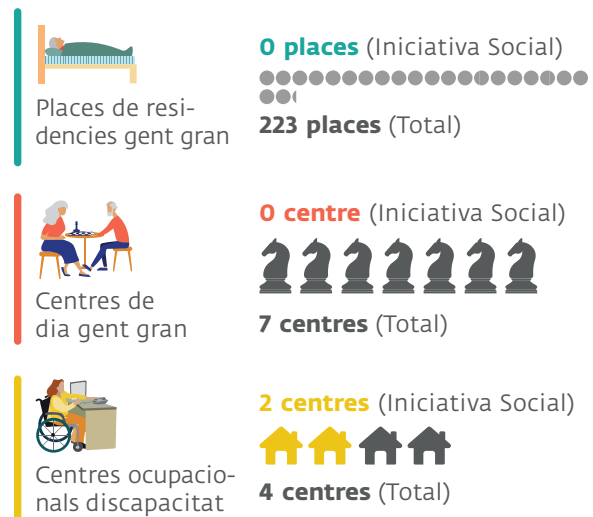 0 places (Iniciativa Social)
Places de resi-
dencies gent gran
223 places (Total)
0 centre (Iniciativa Social)
Centres de
dia gent gran
7 centres (Total)
2 centres (Iniciativa Social)
Centres ocupacio-
nals discapacitat
4 centres (Total)